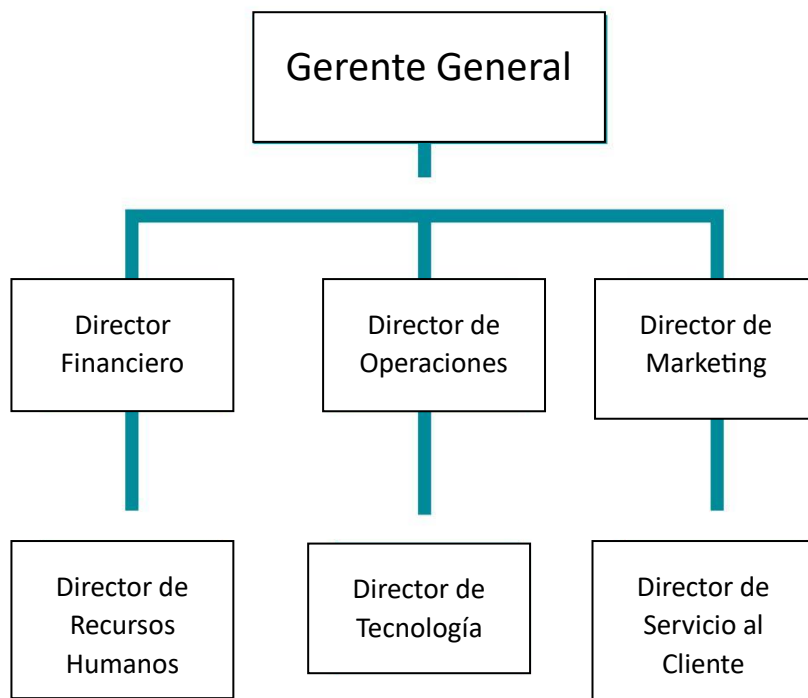 Gerente General
Director
Financiero
Director de
Operaciones
Director de
Marketing
Director de
Recursos
Humanos
Director de
Tecnología
Director de
Servicio al
Cliente